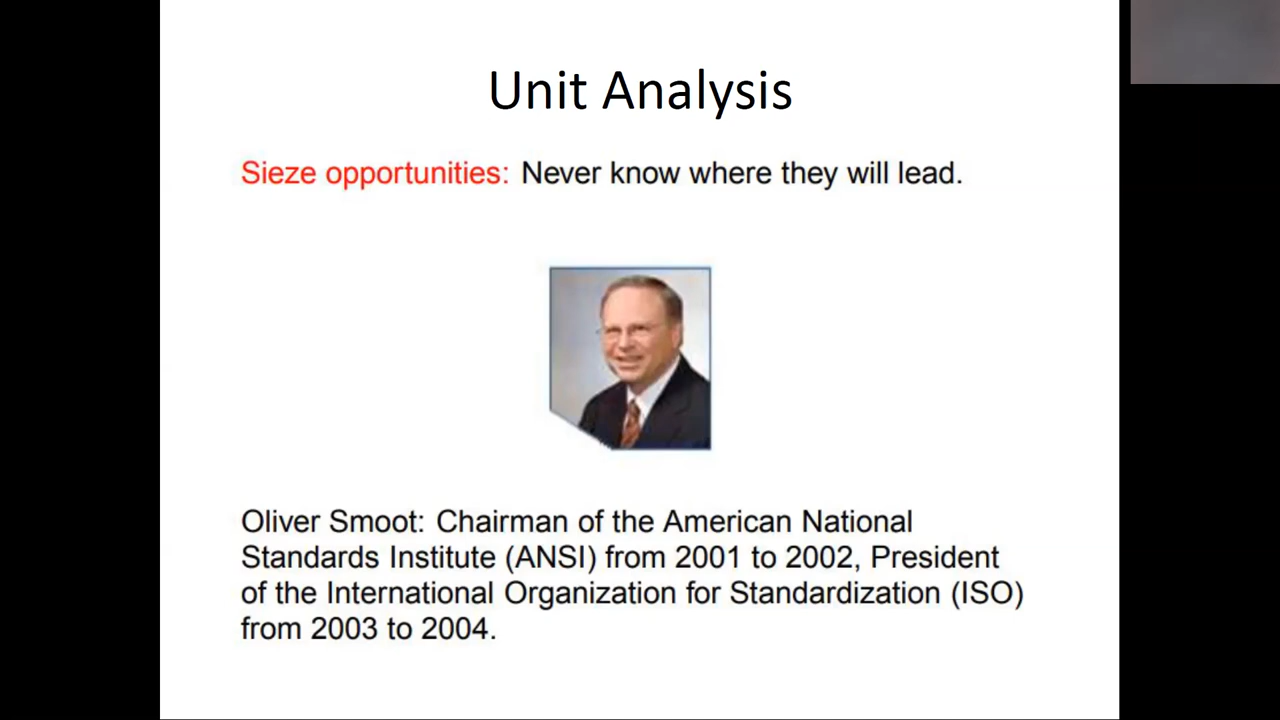 Unit Analysis
Sieze opportunities: Never know where they will lead.
Oliver Smoot: Chairman of the American National
Standards Institute (ANSI) from 2001 to 2002, President
of the International Organization for Standardization (ISO)
from 2003 to 2004.